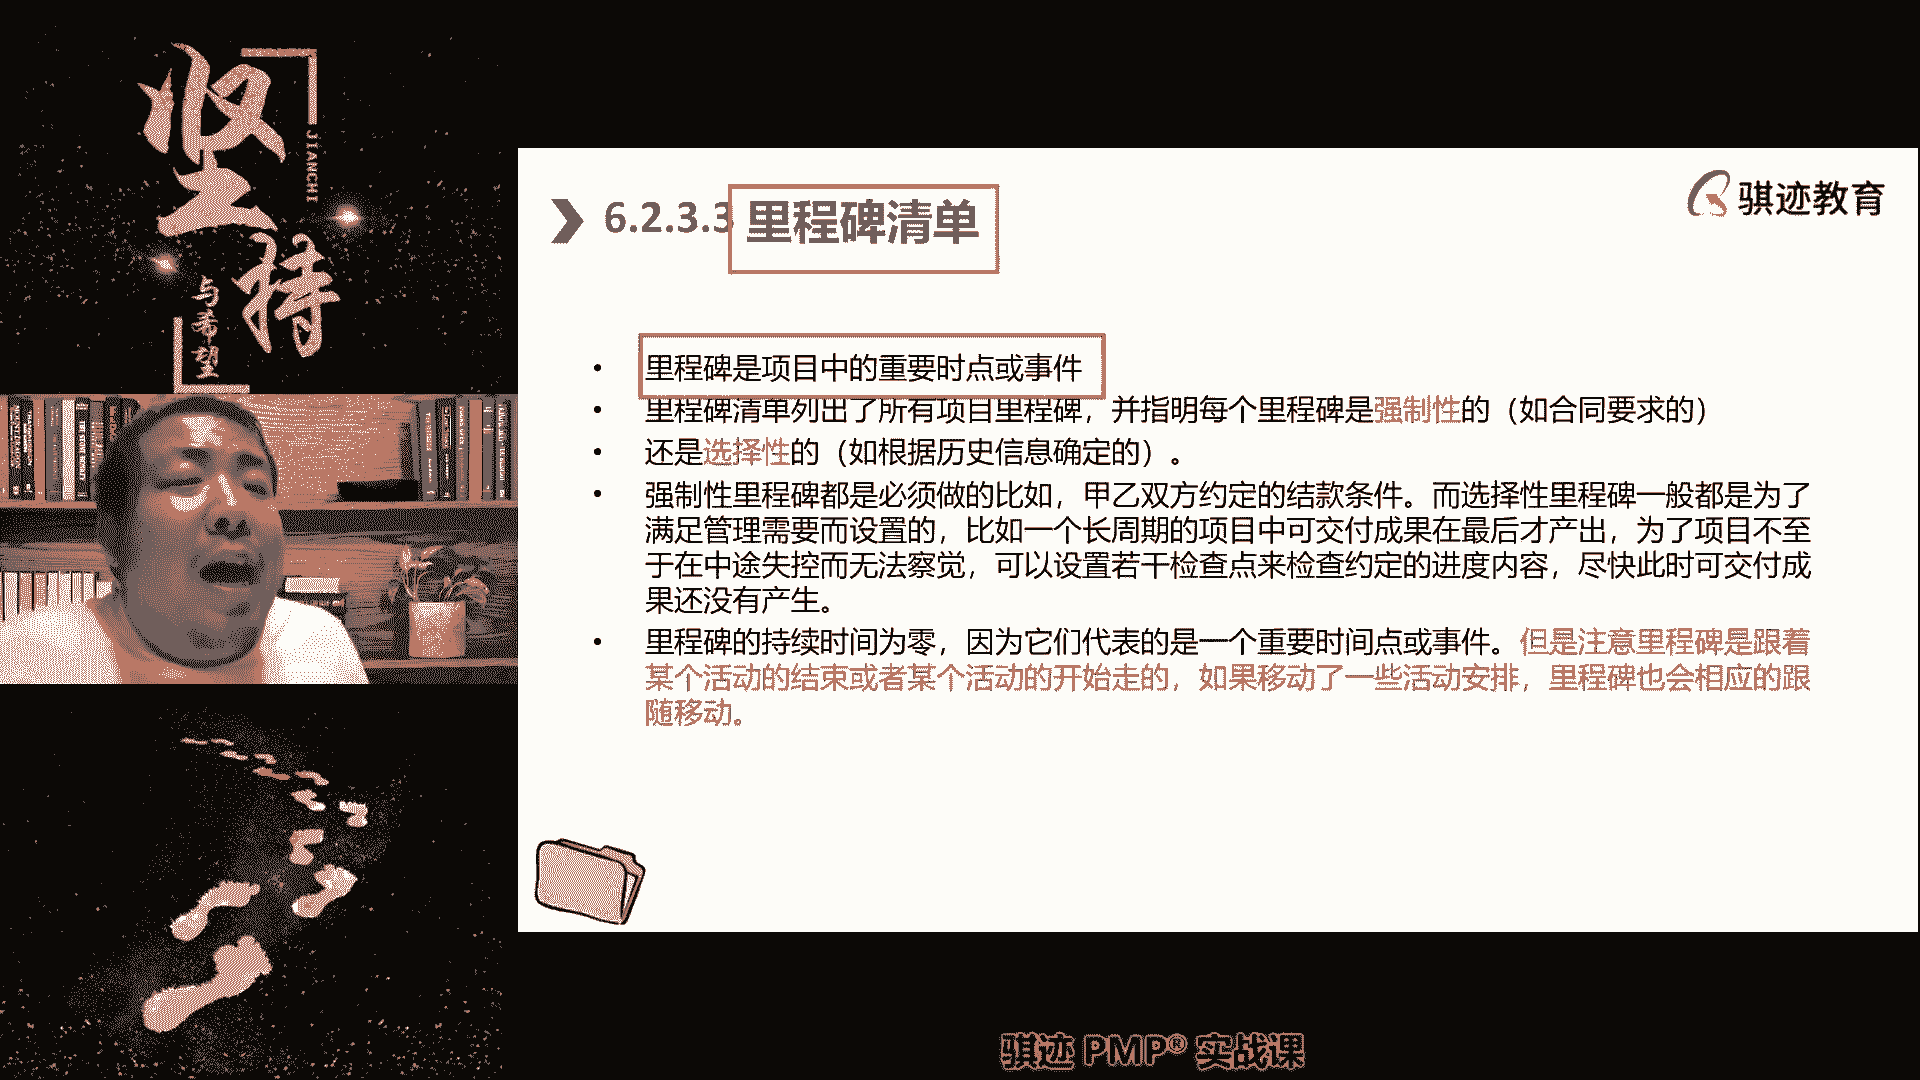 坚持
JIANCHI
与希望
骐迹教育
6.2.3.3 里程碑清单
• 里程碑是项目中的重要时点或事件
• 里程碑清单列出了所有项目里程碑，并指明每个里程碑是强制性的（如合同要求的）
• 还是选择性的（如根据历史信息确定的）。
• 强制性里程碑都是必须做的比如，甲乙双方约定的结款条件。而选择性里程碑一般都是为了
满足管理需要而设置的，比如一个长周期的项目中可交付成果在最后才产出，为了项目不至
于在中途失控而无法察觉，可以设置若干检查点来检查约定的进度内容，尽快此时可交付成
果还没有产生。
• 里程碑的持续时间为零，因为它们代表的是一个重要时间点或事件。但是注意里程碑是跟着
某个活动的结束或者某个活动的开始走的，如果移动了一些活动安排，里程碑也会相应的跟
随移动。
骐迹 PMP® 实战课